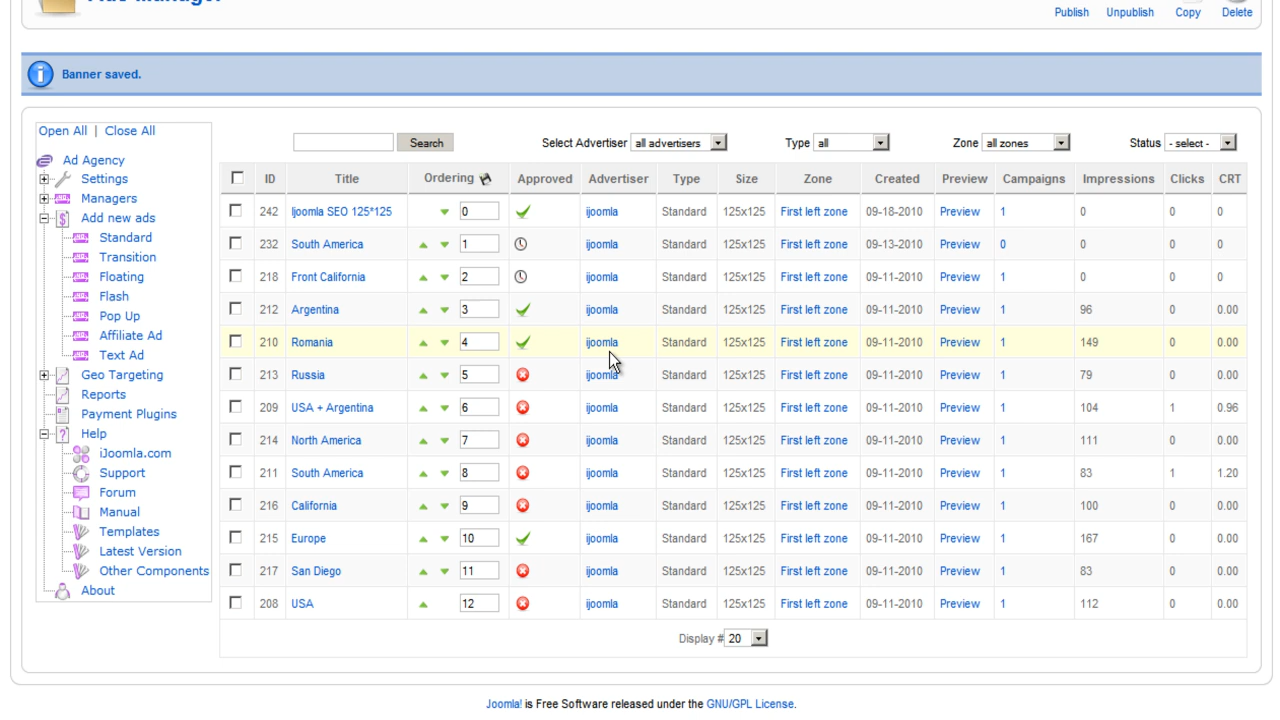 Publish Unpublish Copy Delete
Banner saved.
Open All | Close All
Search Select Advertiser all advertisers Type all Zone all zones Status - select -
Ad Agency
Settings
Managers
Add new ads
Standard
Transition
Floating
Flash
Pop Up
Affiliate Ad
Text Ad
Geo Targeting
Reports
Payment Plugins
Help
iJoomla.com
Support
Forum
Manual
Templates
Latest Version
Other Components
About
ID Title Ordering Approved Advertiser Type Size Zone Created Preview Campaigns Impressions Clicks CRT
242 Ijoomla SEO 125*125 0 ijoomla Standard 125x125 First left zone 09-18-2010 Preview 1 0 0 0
232 South America 1 ijoomla Standard 125x125 First left zone 09-13-2010 Preview 0 0 0 0
218 Front California 2 ijoomla Standard 125x125 First left zone 09-11-2010 Preview 1 0 0 0
212 Argentina 3 ijoomla Standard 125x125 First left zone 09-11-2010 Preview 1 96 0 0.00
210 Romania 4 ijoomla Standard 125x125 First left zone 09-11-2010 Preview 1 149 0 0.00
213 Russia 5 ijoomla Standard 125x125 First left zone 09-11-2010 Preview 1 79 0 0.00
209 USA + Argentina 6 ijoomla Standard 125x125 First left zone 09-11-2010 Preview 1 104 1 0.96
214 North America 7 ijoomla Standard 125x125 First left zone 09-11-2010 Preview 1 111 0 0.00
211 South America 8 ijoomla Standard 125x125 First left zone 09-11-2010 Preview 1 83 1 1.20
216 California 9 ijoomla Standard 125x125 First left zone 09-11-2010 Preview 1 100 0 0.00
215 Europe 10 ijoomla Standard 125x125 First left zone 09-11-2010 Preview 1 167 0 0.00
217 San Diego 11 ijoomla Standard 125x125 First left zone 09-11-2010 Preview 1 83 0 0.00
208 USA 12 ijoomla Standard 125x125 First left zone 09-11-2010 Preview 1 112 0 0.00
Display # 20
Joomla! is Free Software released under the GNU/GPL License.